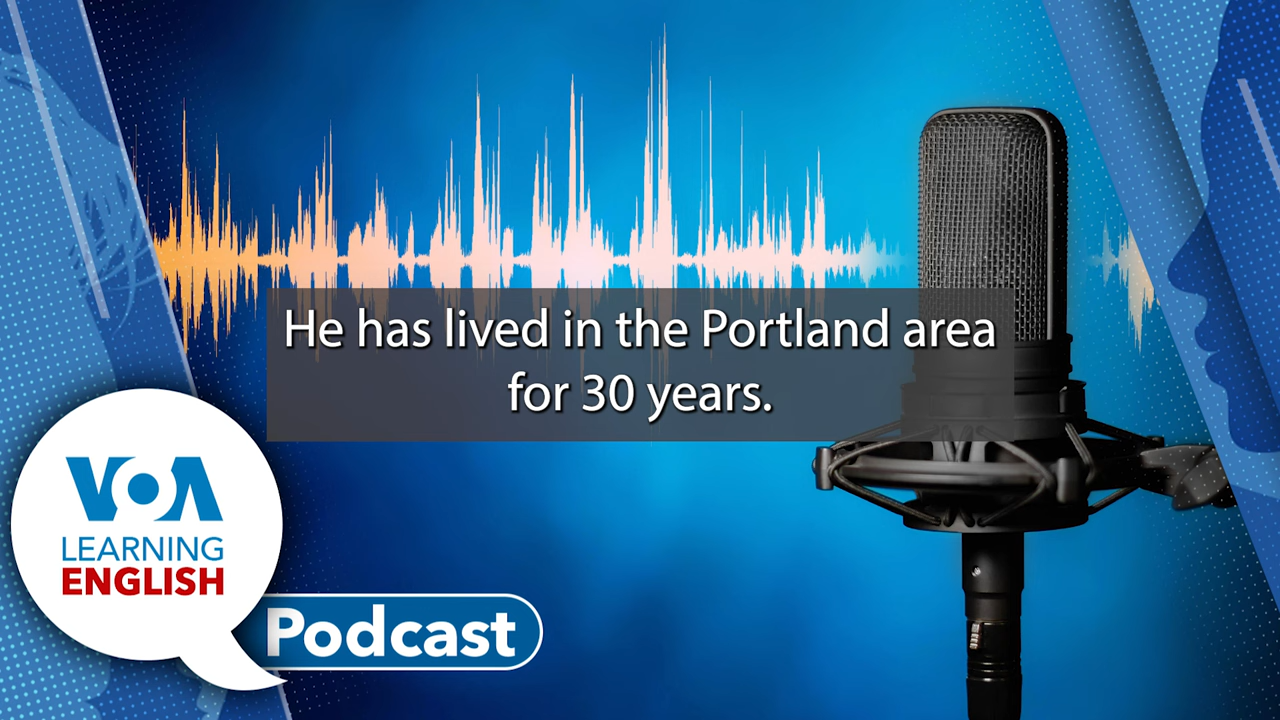 He has lived in the Portland area
for 30 years.
VOA
LEARNING
ENGLISH
Podcast